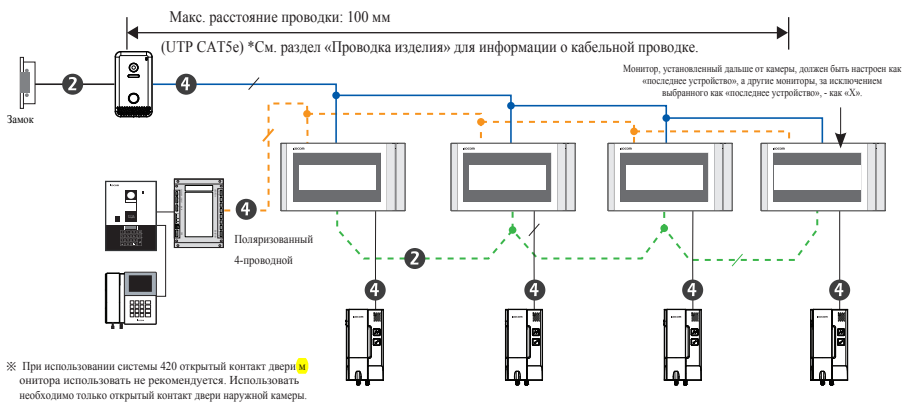 Макс. расстояние проводки: 100 мм
(UTP CAT5e) *См. раздел «Проводка изделия» для информации о кабельной проводке.
Монитор, установленный дальше от камеры, должен быть настроен как
«последнее устройство», а другие мониторы, за исключением
выбранного как «последнее устройство», - как «X».
2
4
Замок
4
Поляризованный
4-проводной
2
4
4
4
4
※ При использовании системы 420 открытый контакт двери м
онитора использовать не рекомендуется. Использовать
необходимо только открытый контакт двери наружной камеры.